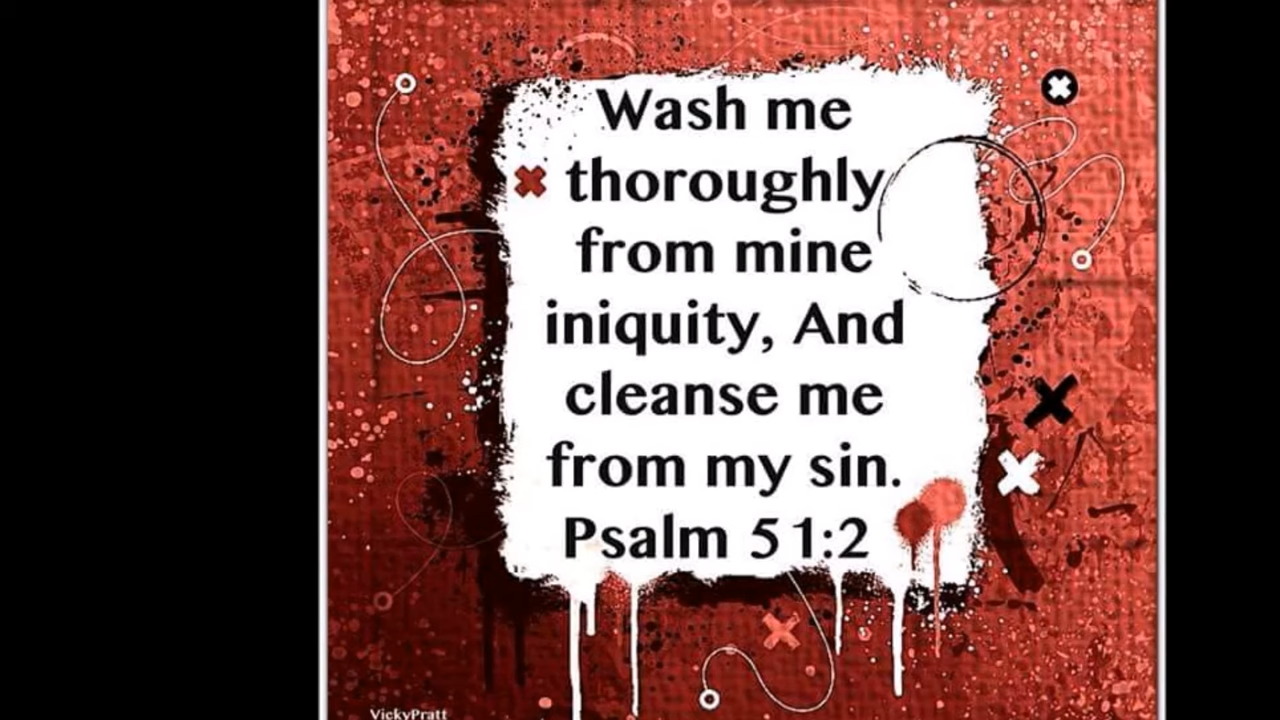 Wash me
thoroughly
from mine
iniquity, And
cleanse me
from my sin.
Psalm 51:2
VickyPratt